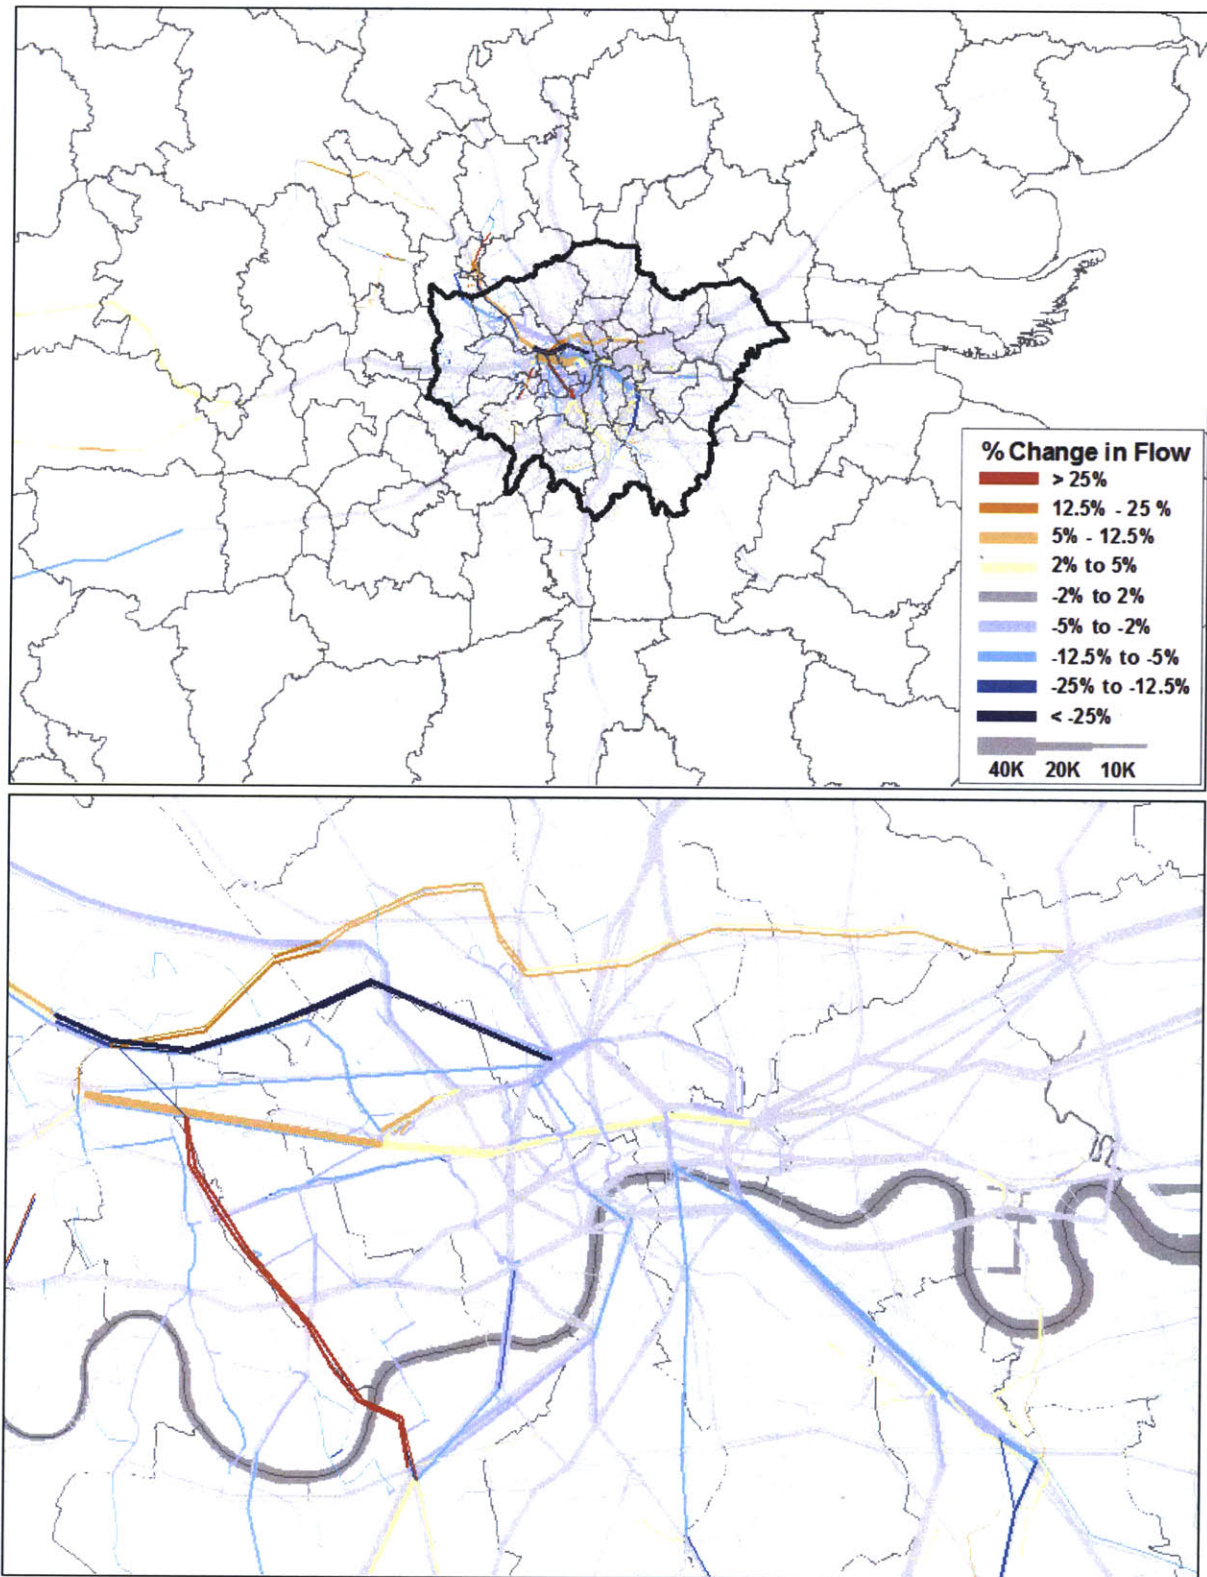 % Change in Flow
> 25%
12.5% - 25 %
5% - 12.5%
2% to 5%
-2% to 2%
-5% to -2%
-12.5% to -5%
-25% to -12.5%
< -25%
40K 20K 10K